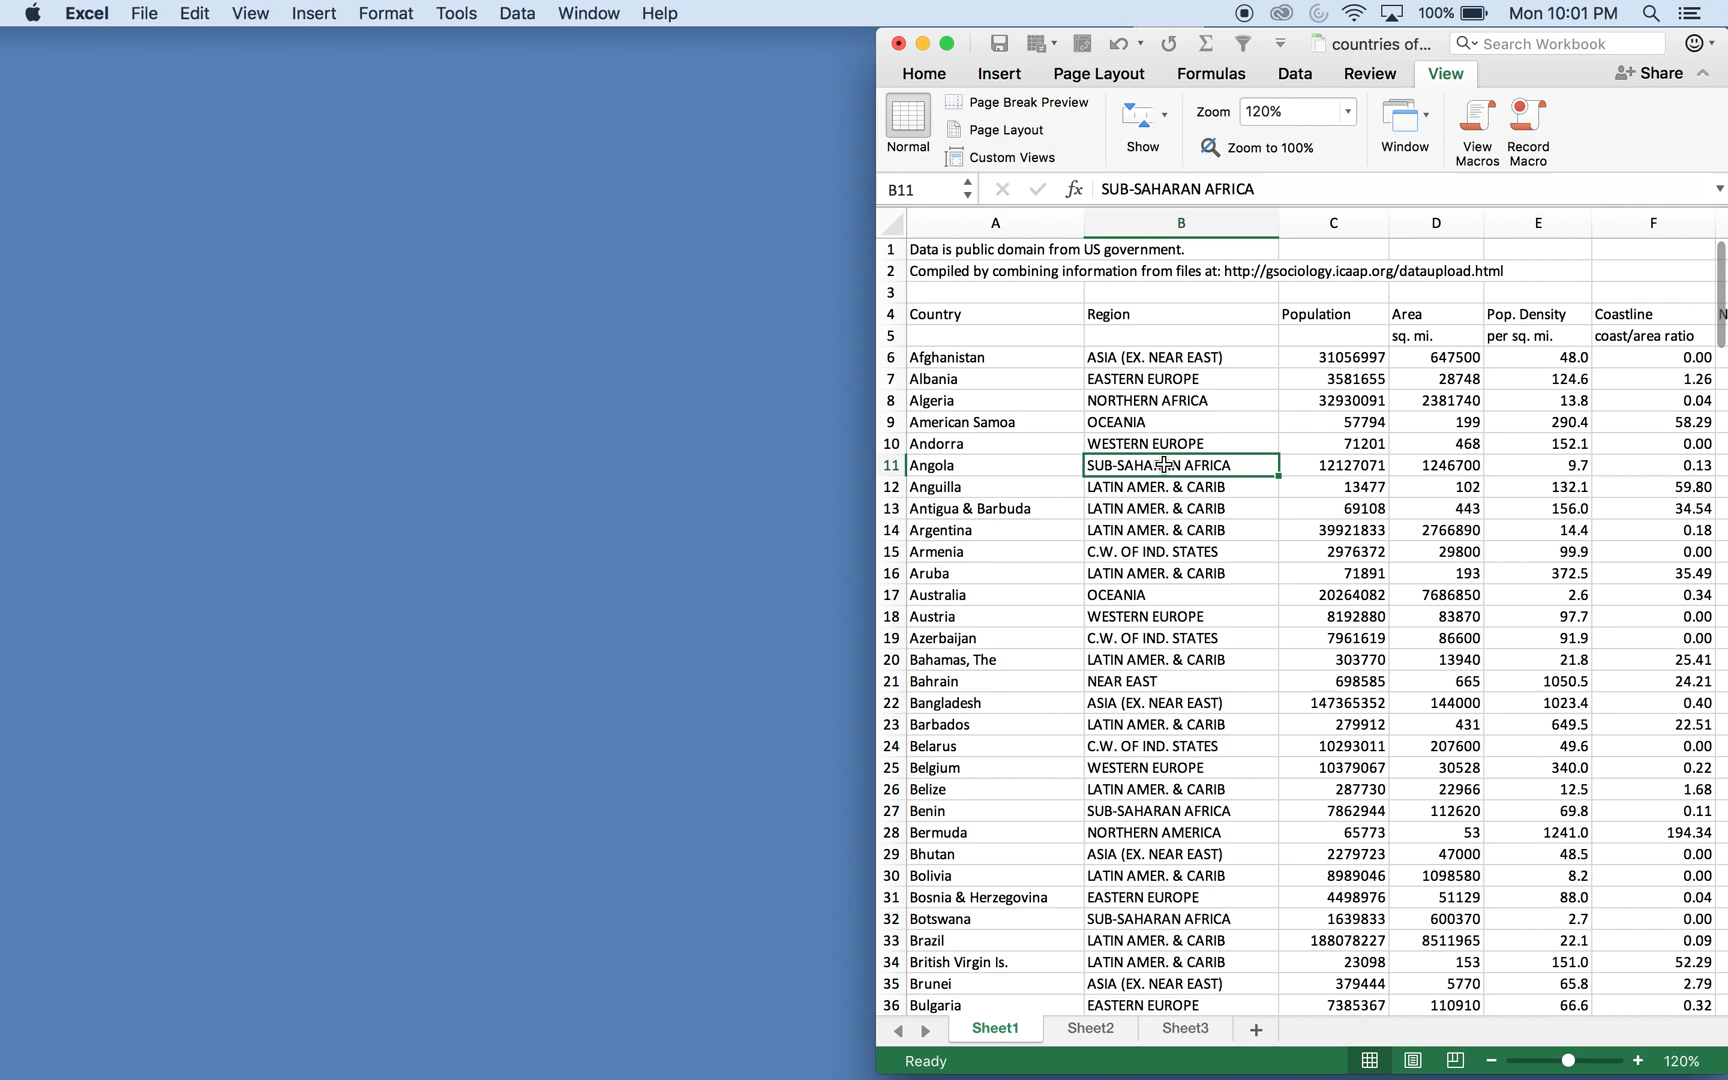 Excel File Edit View Insert Format Tools Data Window Help 100% Mon 10:01 PM
countries of... Search Workbook
Home Insert Page Layout Formulas Data Review View Share
Normal Page Break Preview Page Layout Custom Views Show Zoom 120% Zoom to 100% Window View Macros Record Macro
B11 fx SUB-SAHARAN AFRICA
A B C D E F
1 Data is public domain from US government.
2 Compiled by combining information from files at: http://gsociology.icaap.org/dataupload.html
3
4 Country Region Population Area Pop. Density Coastline N
5 sq. mi. per sq. mi. coast/area ratio
6 Afghanistan ASIA (EX. NEAR EAST) 31056997 647500 48.0 0.00
7 Albania EASTERN EUROPE 3581655 28748 124.6 1.26
8 Algeria NORTHERN AFRICA 32930091 2381740 13.8 0.04
9 American Samoa OCEANIA 57794 199 290.4 58.29
10 Andorra WESTERN EUROPE 71201 468 152.1 0.00
11 Angola SUB-SAHARAN AFRICA 12127071 1246700 9.7 0.13
12 Anguilla LATIN AMER. & CARIB 13477 102 132.1 59.80
13 Antigua & Barbuda LATIN AMER. & CARIB 69108 443 156.0 34.54
14 Argentina LATIN AMER. & CARIB 39921833 2766890 14.4 0.18
15 Armenia C.W. OF IND. STATES 2976372 29800 99.9 0.00
16 Aruba LATIN AMER. & CARIB 71891 193 372.5 35.49
17 Australia OCEANIA 20264082 7686850 2.6 0.34
18 Austria WESTERN EUROPE 8192880 83870 97.7 0.00
19 Azerbaijan C.W. OF IND. STATES 7961619 86600 91.9 0.00
20 Bahamas, The LATIN AMER. & CARIB 303770 13940 21.8 25.41
21 Bahrain NEAR EAST 698585 665 1050.5 24.21
22 Bangladesh ASIA (EX. NEAR EAST) 147365352 144000 1023.4 0.40
23 Barbados LATIN AMER. & CARIB 279912 431 649.5 22.51
24 Belarus C.W. OF IND. STATES 10293011 207600 49.6 0.00
25 Belgium WESTERN EUROPE 10379067 30528 340.0 0.22
26 Belize LATIN AMER. & CARIB 287730 22966 12.5 1.68
27 Benin SUB-SAHARAN AFRICA 7862944 112620 69.8 0.11
28 Bermuda NORTHERN AMERICA 65773 53 1241.0 194.34
29 Bhutan ASIA (EX. NEAR EAST) 2279723 47000 48.5 0.00
30 Bolivia LATIN AMER. & CARIB 8989046 1098580 8.2 0.00
31 Bosnia & Herzegovina EASTERN EUROPE 4498976 51129 88.0 0.04
32 Botswana SUB-SAHARAN AFRICA 1639833 600370 2.7 0.00
33 Brazil LATIN AMER. & CARIB 188078227 8511965 22.1 0.09
34 British Virgin Is. LATIN AMER. & CARIB 23098 153 151.0 52.29
35 Brunei ASIA (EX. NEAR EAST) 379444 5770 65.8 2.79
36 Bulgaria EASTERN EUROPE 7385367 110910 66.6 0.32
Sheet1 Sheet2 Sheet3
Ready 120%